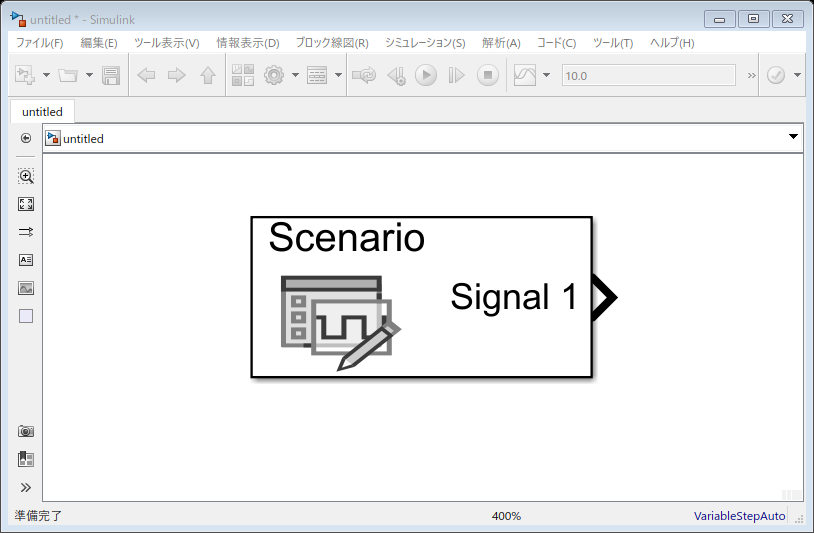 untitled * - Simulink
ファイル(F) 編集(E) ツール表示(V) 情報表示(D) ブロック線図(R) シミュレーション(S) 解析(A) コード(C) ツール(T) ヘルプ(H)
10.0
untitled
untitled
Scenario
Signal 1
準備完了 400% VariableStepAuto